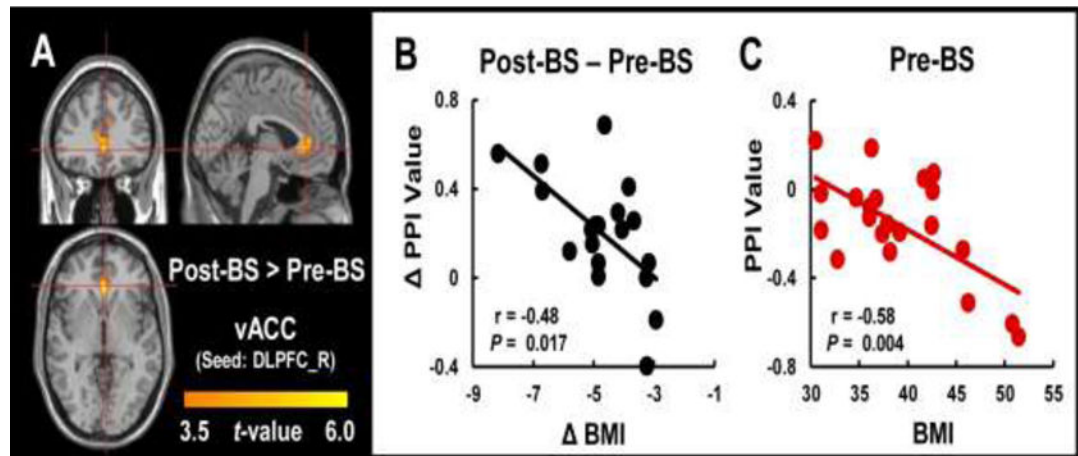 A
Post-BS > Pre-BS
vACC
(Seed: DLPFC_R)
3.5 t-value 6.0
B
Post-BS – Pre-BS
Δ PPI Value
0.8
0.4
0
-0.4
r = -0.48
P = 0.017
-9 -7 -5 -3 -1
Δ BMI
C
Pre-BS
PPI Value
0.4
0
-0.4
-0.8
r = -0.58
P = 0.004
30 35 40 45 50 55
BMI